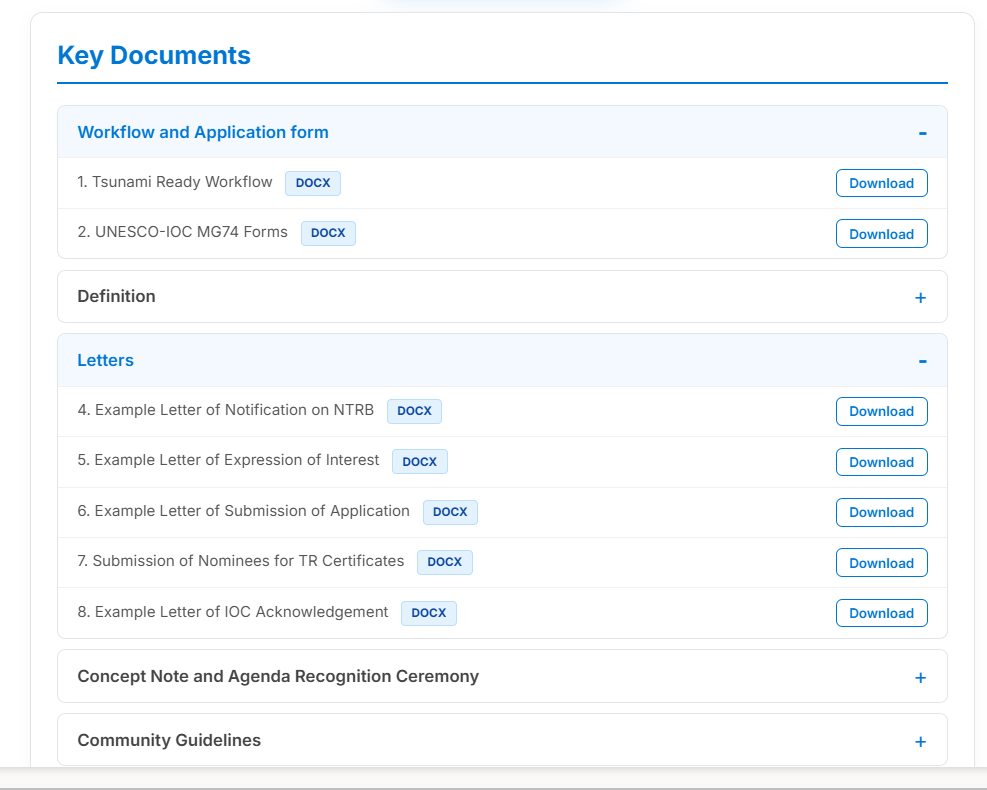 Key Documents
Workflow and Application form -
1. Tsunami Ready Workflow DOCX Download
2. UNESCO-IOC MG74 Forms DOCX Download
Definition +
Letters -
4. Example Letter of Notification on NTRB DOCX Download
5. Example Letter of Expression of Interest DOCX Download
6. Example Letter of Submission of Application DOCX Download
7. Submission of Nominees for TR Certificates DOCX Download
8. Example Letter of IOC Acknowledgement DOCX Download
Concept Note and Agenda Recognition Ceremony +
Community Guidelines +